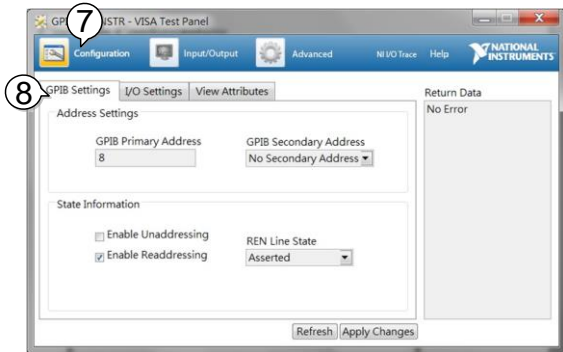 GP INSTR - VISA Test Panel
7
Configuration Input/Output Advanced NI I/O Trace Help NATIONAL INSTRUMENTS
8
GPIB Settings I/O Settings View Attributes Return Data
Address Settings No Error
GPIB Primary Address GPIB Secondary Address
8 No Secondary Address
State Information
Enable Unaddressing
REN Line State
Enable Readdressing Asserted
Refresh Apply Changes